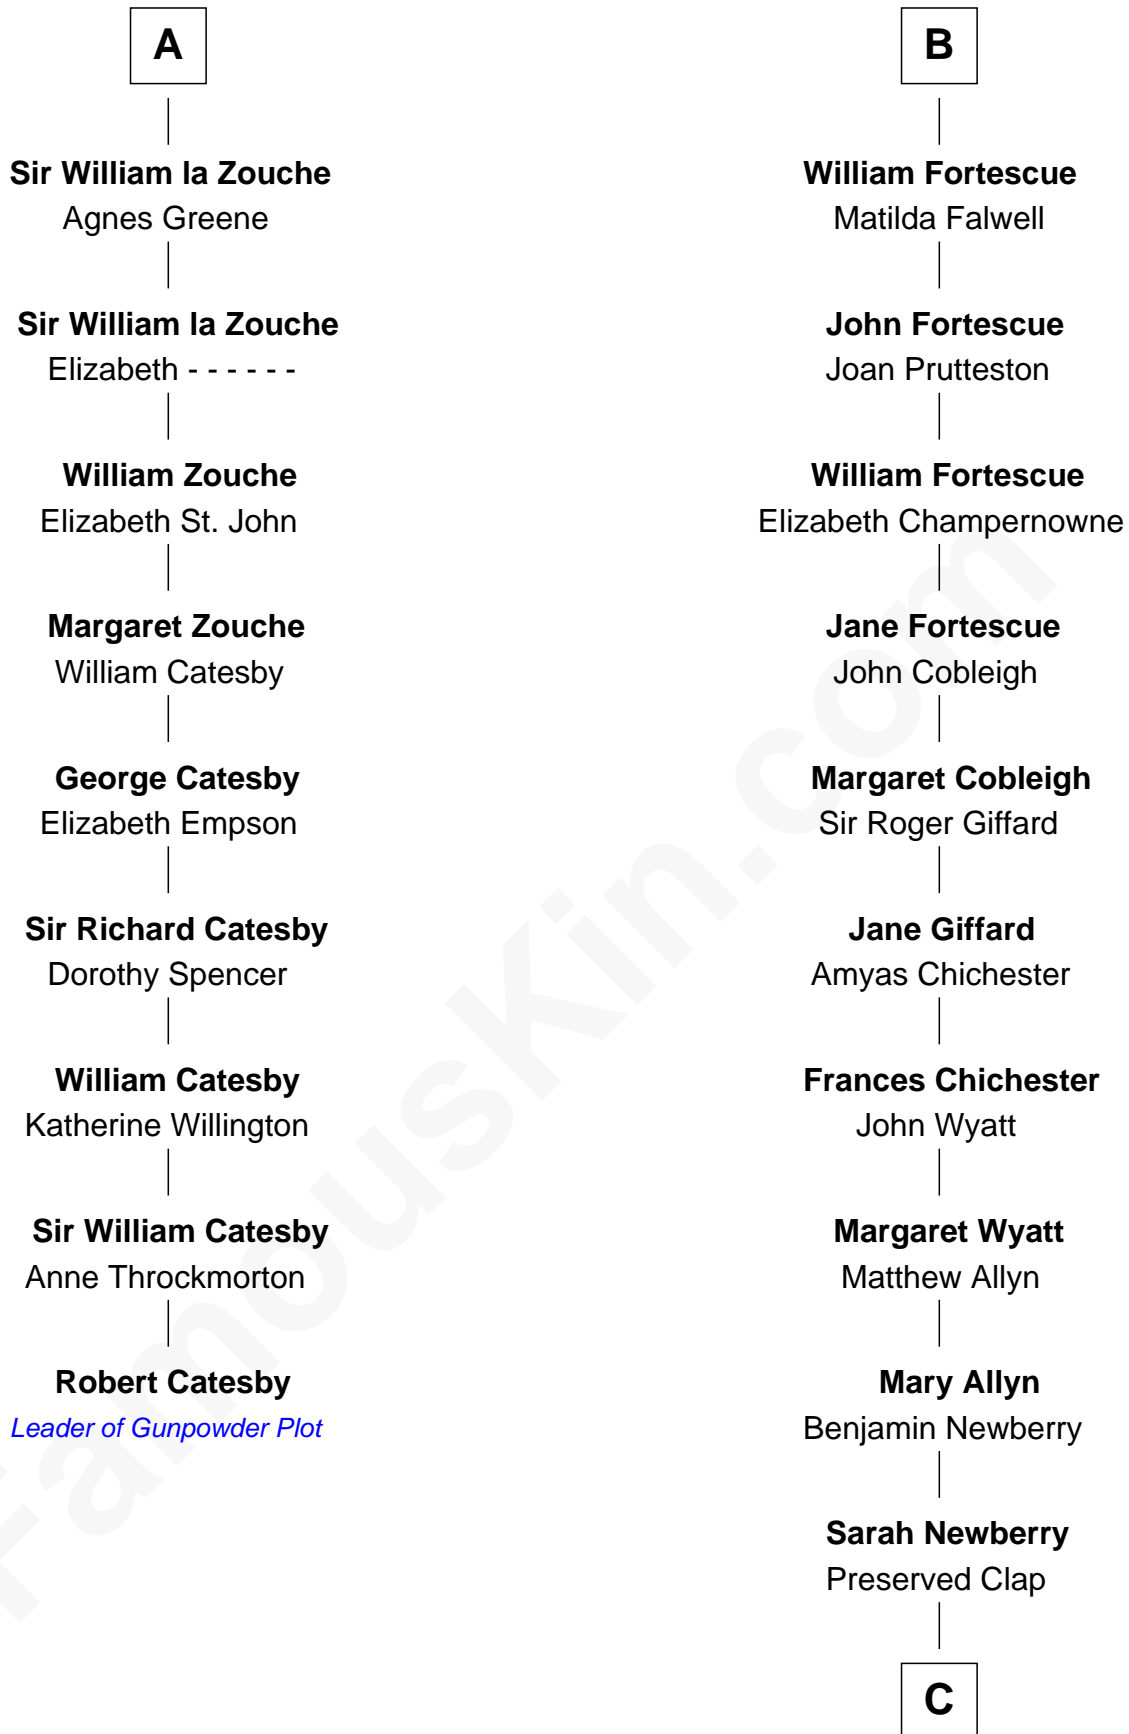 A
Sir William la Zouche
Agnes Greene
Sir William la Zouche
Elizabeth - - - - - -
William Zouche
Elizabeth St. John
Margaret Zouche
William Catesby
George Catesby
Elizabeth Empson
Sir Richard Catesby
Dorothy Spencer
William Catesby
Katherine Willington
Sir William Catesby
Anne Throckmorton
Robert Catesby
Leader of Gunpowder Plot
B
William Fortescue
Matilda Falwell
John Fortescue
Joan Prutteston
William Fortescue
Elizabeth Champernowne
Jane Fortescue
John Cobleigh
Margaret Cobleigh
Sir Roger Giffard
Jane Giffard
Amyas Chichester
Frances Chichester
John Wyatt
Margaret Wyatt
Matthew Allyn
Mary Allyn
Benjamin Newberry
Sarah Newberry
Preserved Clap
C
FamousKin.com